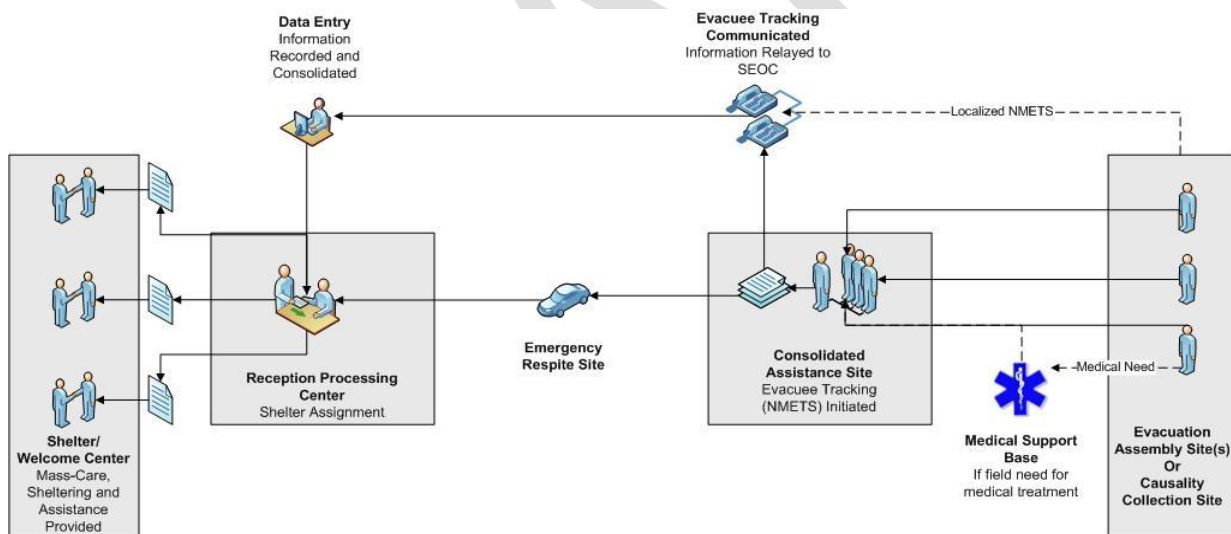 Data Entry
Information
Recorded and
Consolidated
Evacuee Tracking
Communicated
Information Relayed to
SEOC
Localized NMETS
Emergency
Respite Site
Reception Processing
Center
Shelter Assignment
Consolidated
Assistance Site
Evacuee Tracking
(NMETS) Initiated
Medical Need
Medical Support
Base
If field need for
medical treatment
Shelter/
Welcome Center
Mass-Care,
Sheltering and
Assistance
Provided
Evacuation
Assembly Site(s)
Or
Causality
Collection Site